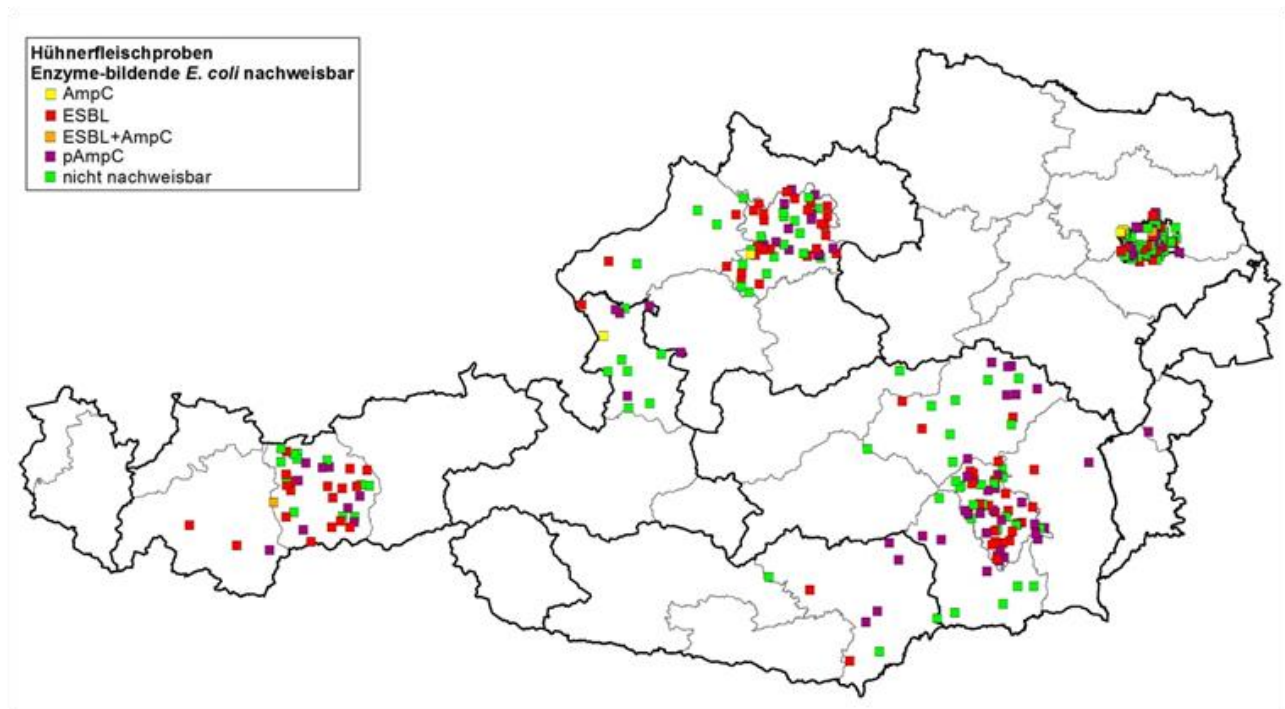 Hühnerfleischproben
Enzyme-bildende E. coli nachweisbar
AmpC
ESBL
ESBL+AmpC
pAmpC
nicht nachweisbar